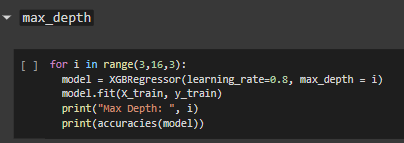 max_depth
[ ] for i in range(3,16,3):
model = XGBRegressor(learning_rate=0.8, max_depth = i)
model.fit(X_train, y_train)
print("Max Depth: ", i)
print(accuracies(model))